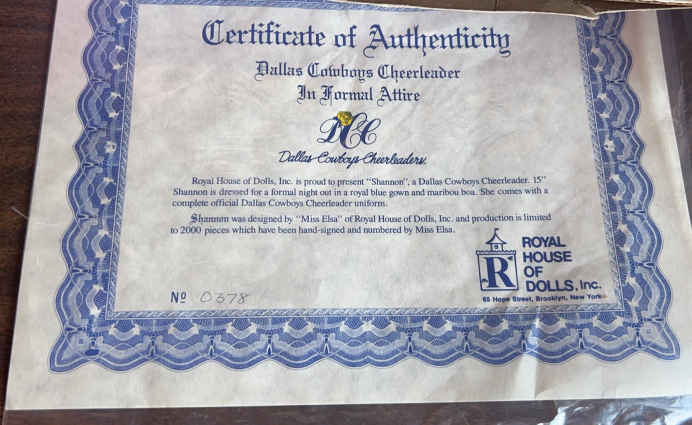 Certificate of Authenticity
Dallas Cowboys Cheerleader
In Formal Attire
DCC
Dallas Cowboys Cheerleaders.
Royal House of Dolls, Inc. is proud to present "Shannon", a Dallas Cowboys Cheerleader. 15"
Shannon is dressed for a formal night out in a royal blue gown and maribou boa. She comes with a
complete official Dallas Cowboys Cheerleader uniform.
Shannon was designed by "Miss Elsa" of Royal House of Dolls, Inc. and production is limited
to 2000 pieces which have been hand-signed and numbered by Miss Elsa.
R
ROYAL
HOUSE
OF
DOLLS, Inc.
65 Hope Street, Brooklyn, New York
Nº 0378